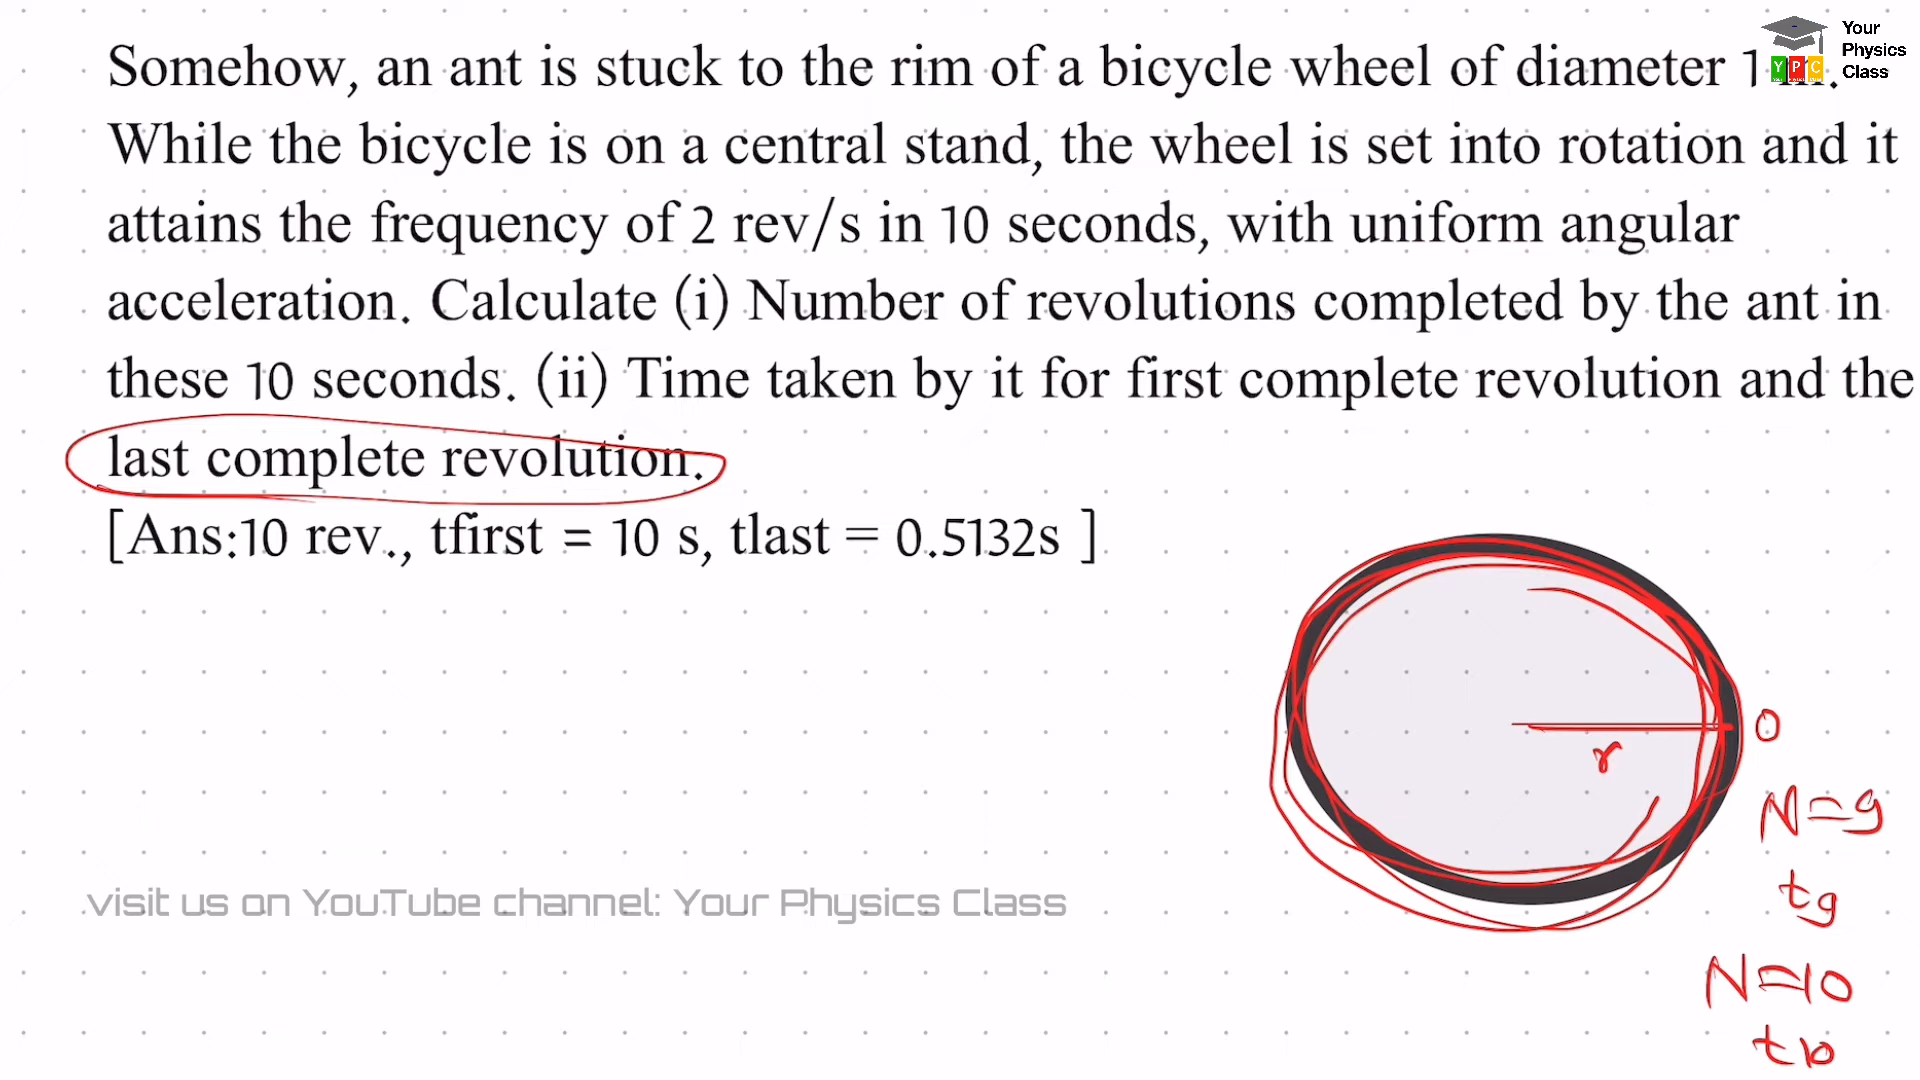 Somehow, an ant is stuck to the rim of a bicycle wheel of diameter 1 m.
While the bicycle is on a central stand, the wheel is set into rotation and it
attains the frequency of 2 rev/s in 10 seconds, with uniform angular
acceleration. Calculate (i) Number of revolutions completed by the ant in
these 10 seconds. (ii) Time taken by it for first complete revolution and the
last complete revolution.
[Ans:10 rev., tfirst = 10 s, tlast = 0.5132s ]
Your
Physics
Class
YPC
0
r
N=9
t9
N=10
t10
visit us on YouTube channel: Your Physics Class